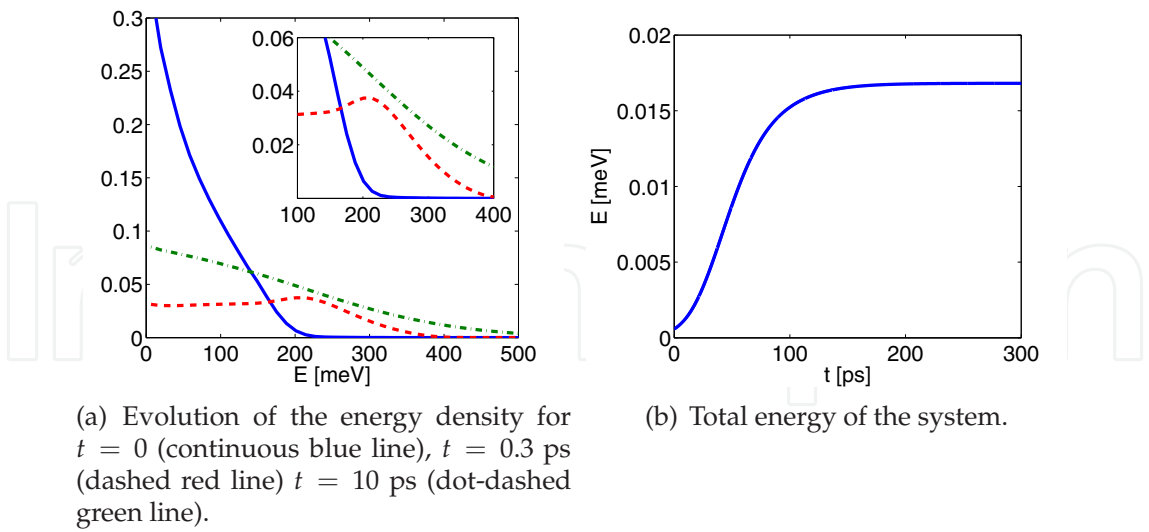 0.3
0.25
0.2
0.15
0.1
0.05
0
0 100 200 300 400 500
E [meV]
0.06
0.04
0.02
100 200 300 400
0.02
0.015
0.01
0.005
0
0 100 200 300
E [meV]
t [ps]
(a) Evolution of the energy density for
t = 0 (continuous blue line), t = 0.3 ps
(dashed red line) t = 10 ps (dot-dashed
green line).
(b) Total energy of the system.